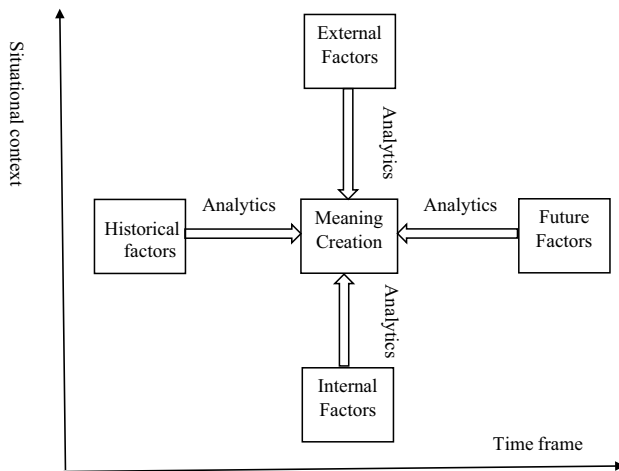 Situational context
External
Factors
Analytics
Analytics
Historical
factors
Meaning
Creation
Analytics
Future
Factors
Analytics
Internal
Factors
Time frame